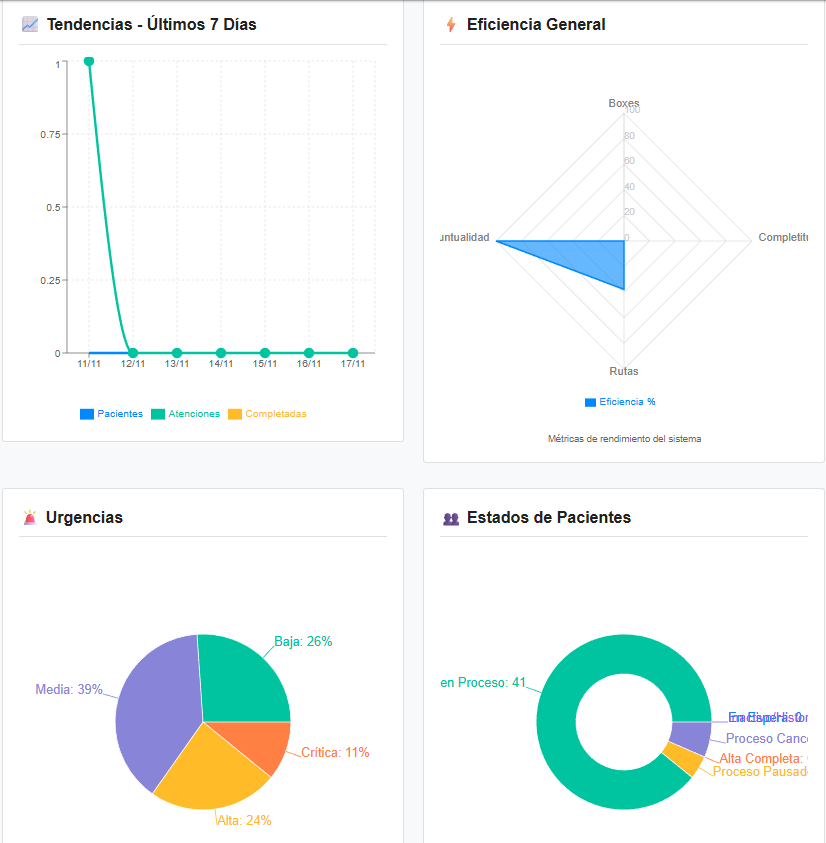 Tendencias - Últimos 7 Días
1
0.75
0.5
0.25
0
11/11 12/11 13/11 14/11 15/11 16/11 17/11
Pacientes Atenciones Completadas
Eficiencia General
Boxes
100
80
60
40
20
0
untualidad
Completitu
Rutas
Eficiencia %
Métricas de rendimiento del sistema
Urgencias
Baja: 26%
Media: 39%
Crítica: 11%
Alta: 24%
Estados de Pacientes
en Proceso: 41
En Espera: 0
Proceso Canc
Alta Completa:
Proceso Pausad